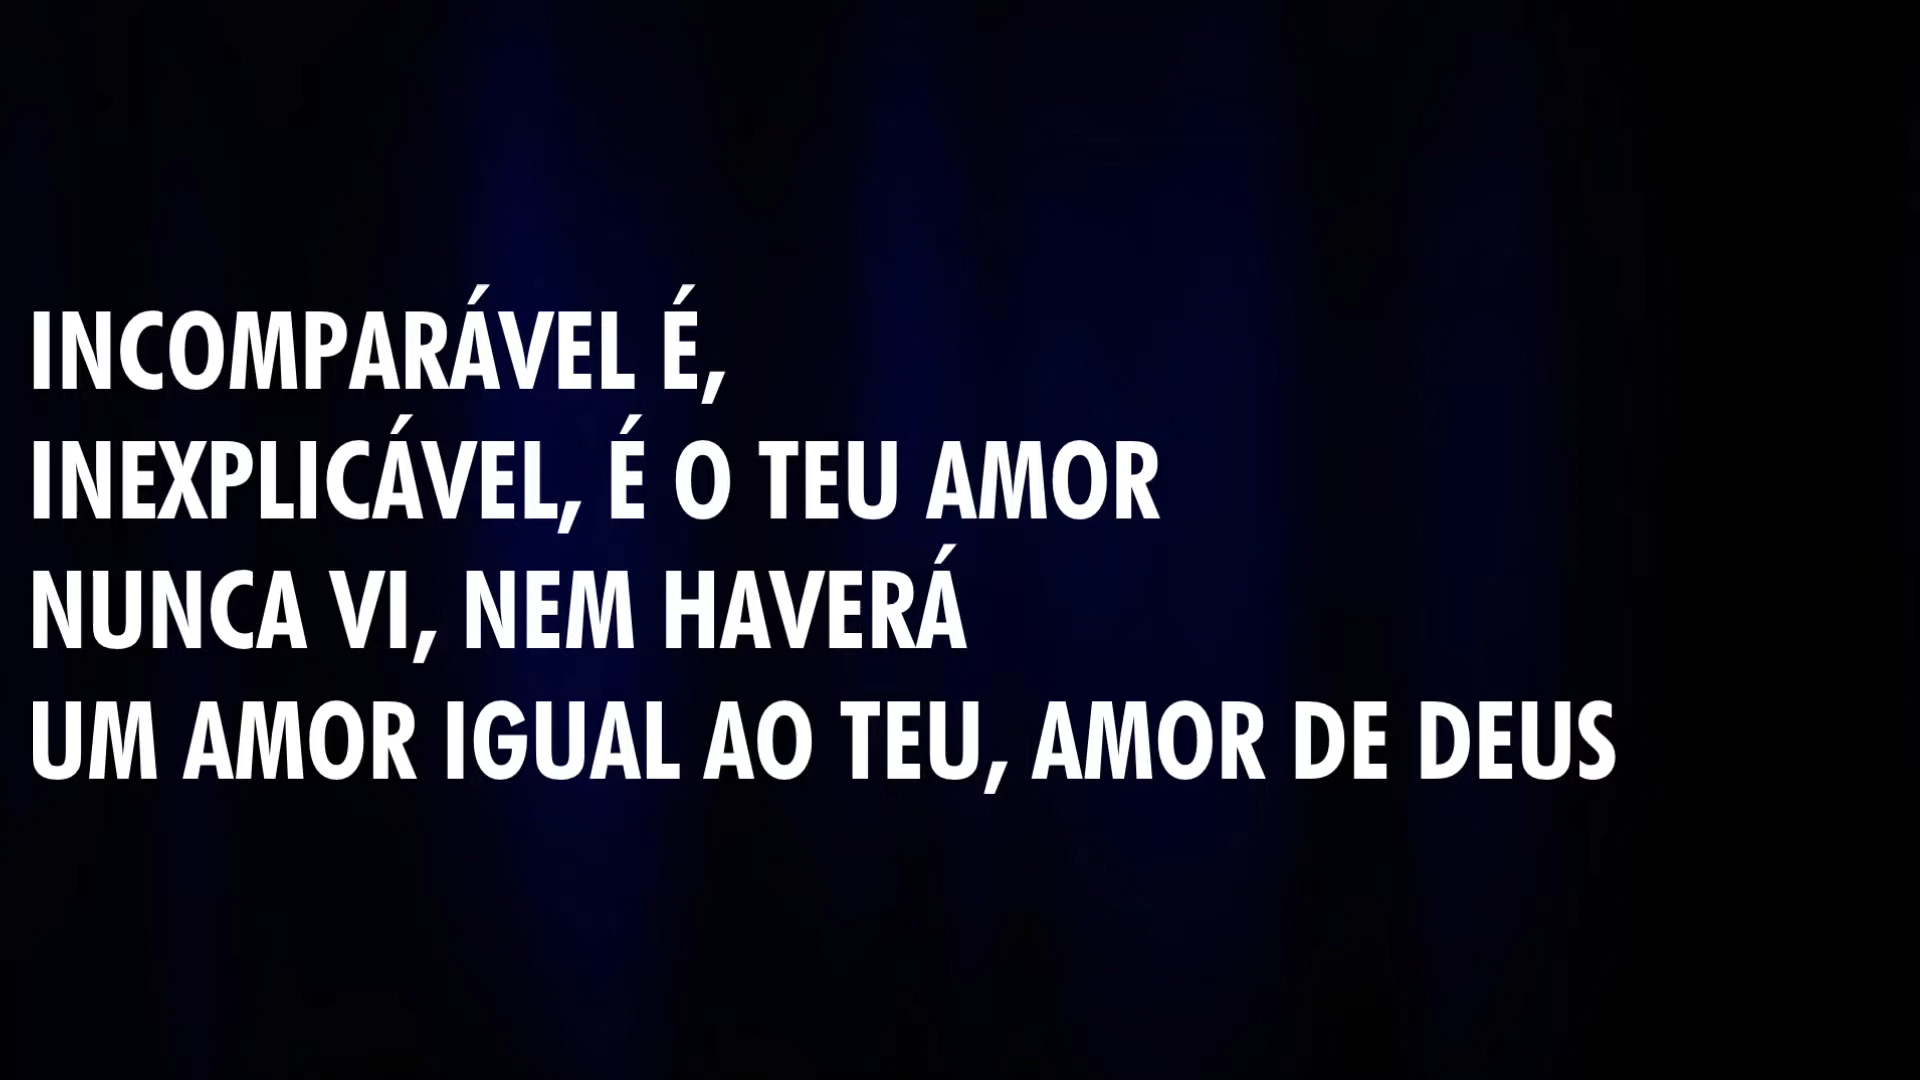 INCOMPARÁVEL É,
INEXPLICÁVEL, É O TEU AMOR
NUNCA VI, NEM HAVERÁ
UM AMOR IGUAL AO TEU, AMOR DE DEUS